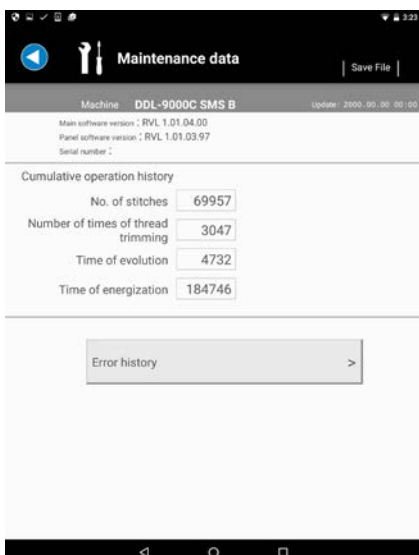 3:23
Maintenance data
Save File
Machine DDL-9000C SMS B
Update: 2000.00.00 00:00
Main software version : RVL 1.01.04.00
Panel software version : RVL 1.01.03.97
Serial number :
Cumulative operation history
No. of stitches 69957
Number of times of thread
trimming 3047
Time of evolution 4732
Time of energization 184746
Error history >